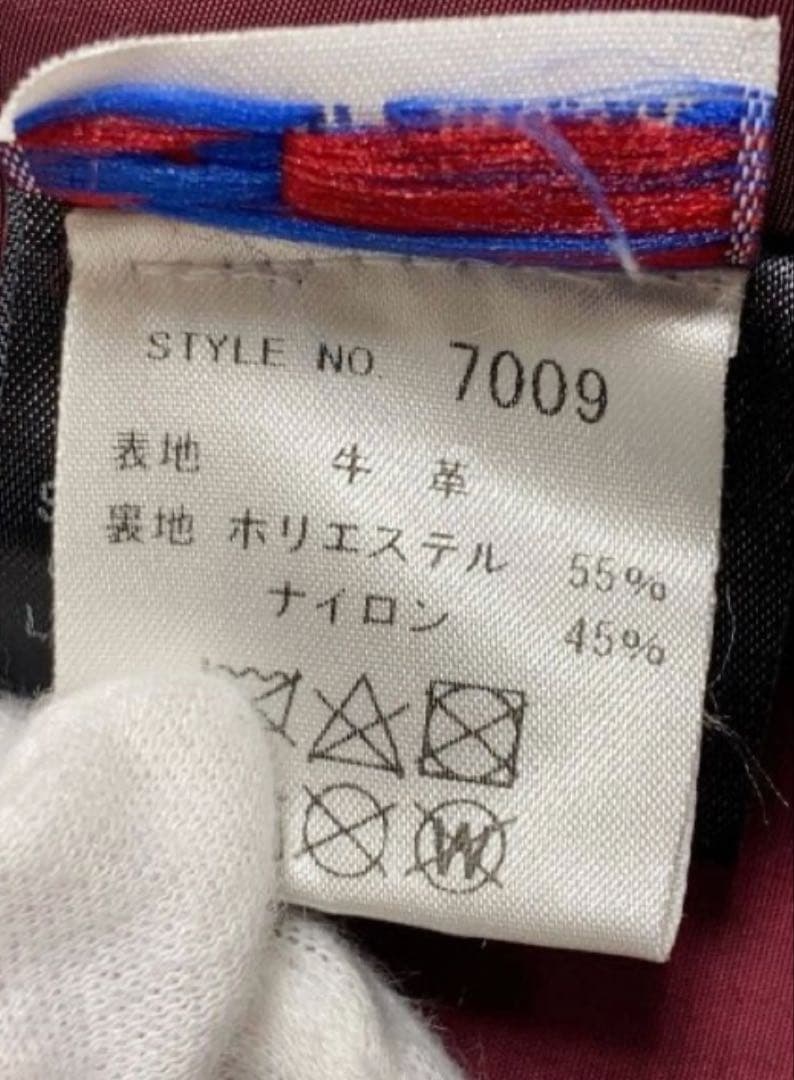 STYLE NO. 7009
表地 牛革
裏地 ポリエステル 55%
ナイロン 45%
W